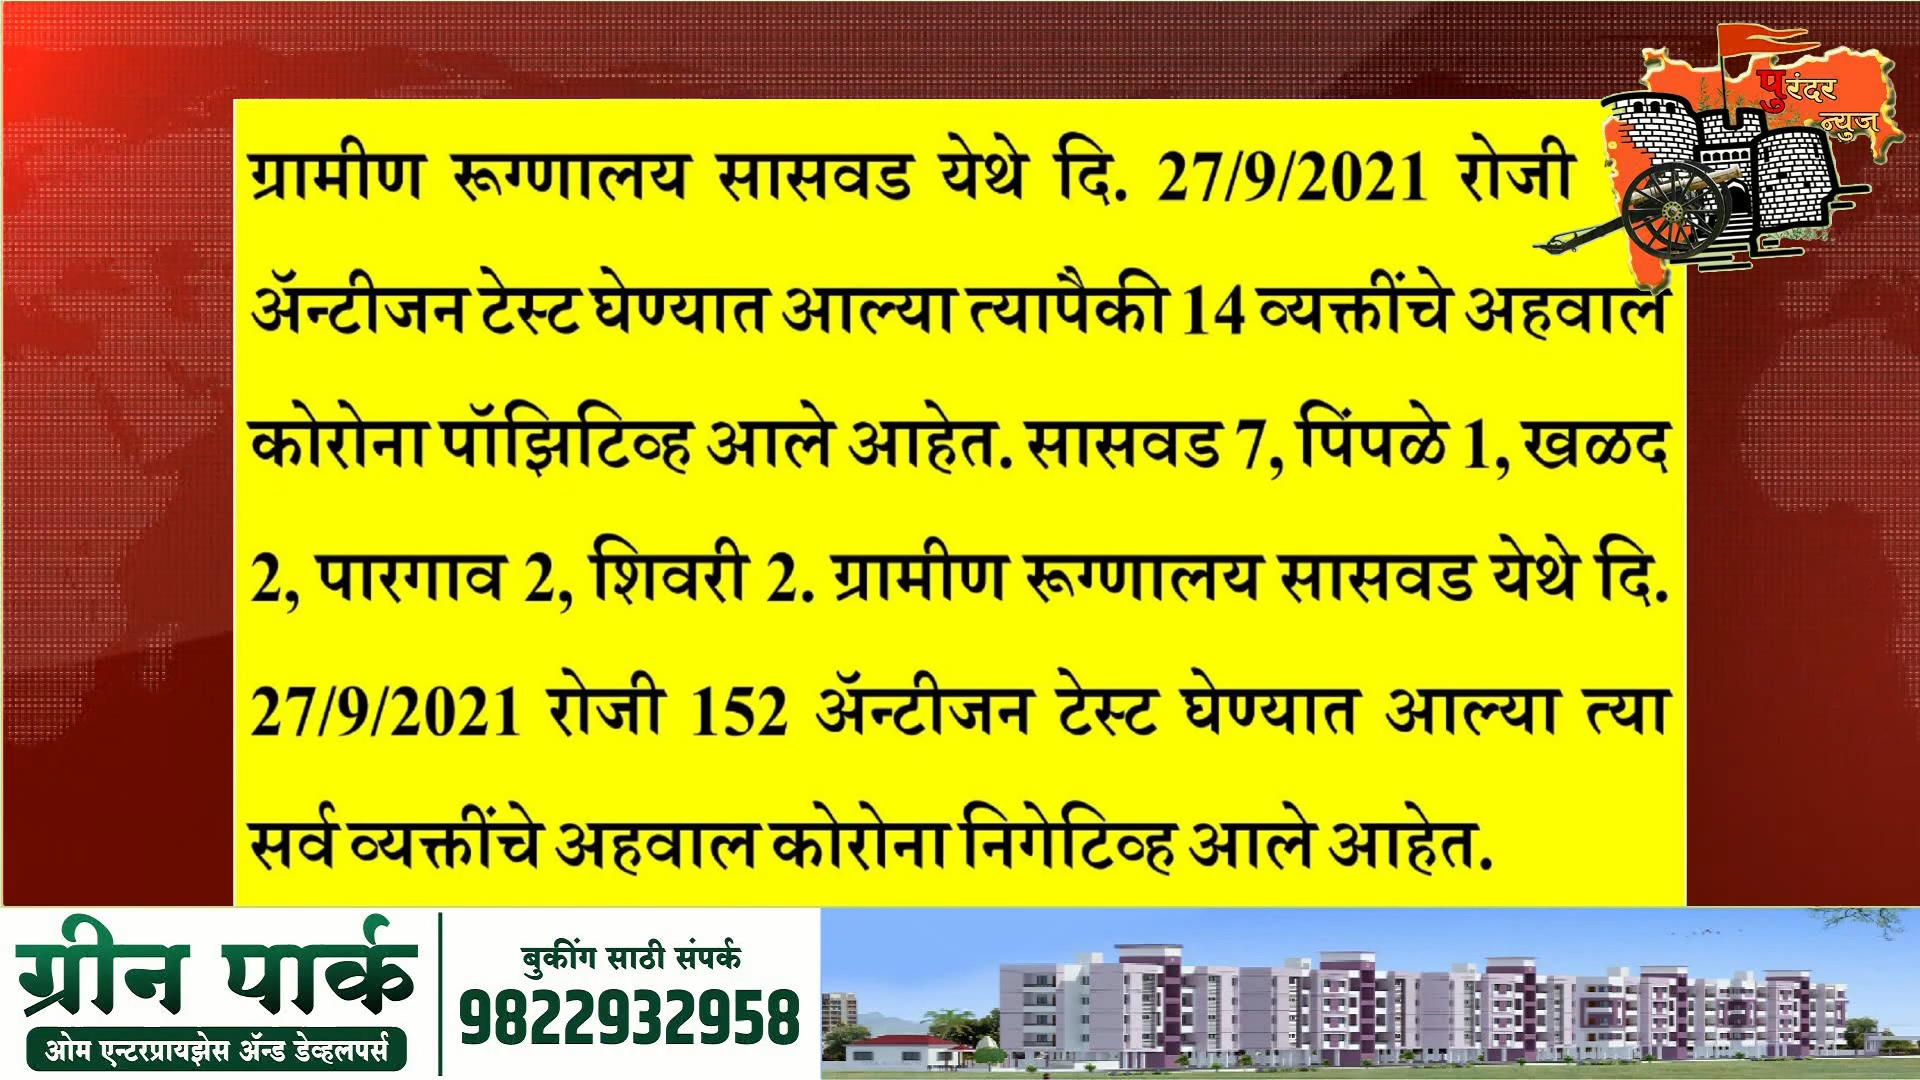 पुरंदर
न्युज
ग्रामीण रूग्णालय सासवड येथे दि. 27/9/2021 रोजी
ॲन्टीजन टेस्ट घेण्यात आल्या त्यापैकी 14 व्यक्तींचे अहवाल
कोरोना पॉझिटिव्ह आले आहेत. सासवड 7, पिंपळे 1, खळद
2, पारगाव 2, शिवरी 2. ग्रामीण रूग्णालय सासवड येथे दि.
27/9/2021 रोजी 152 ॲन्टीजन टेस्ट घेण्यात आल्या त्या
सर्व व्यक्तींचे अहवाल कोरोना निगेटिव्ह आले आहेत.
ग्रीन पार्क
ओम एन्टरप्रायझेस ॲन्ड डेव्हलपर्स
बुकींग साठी संपर्क
9822932958